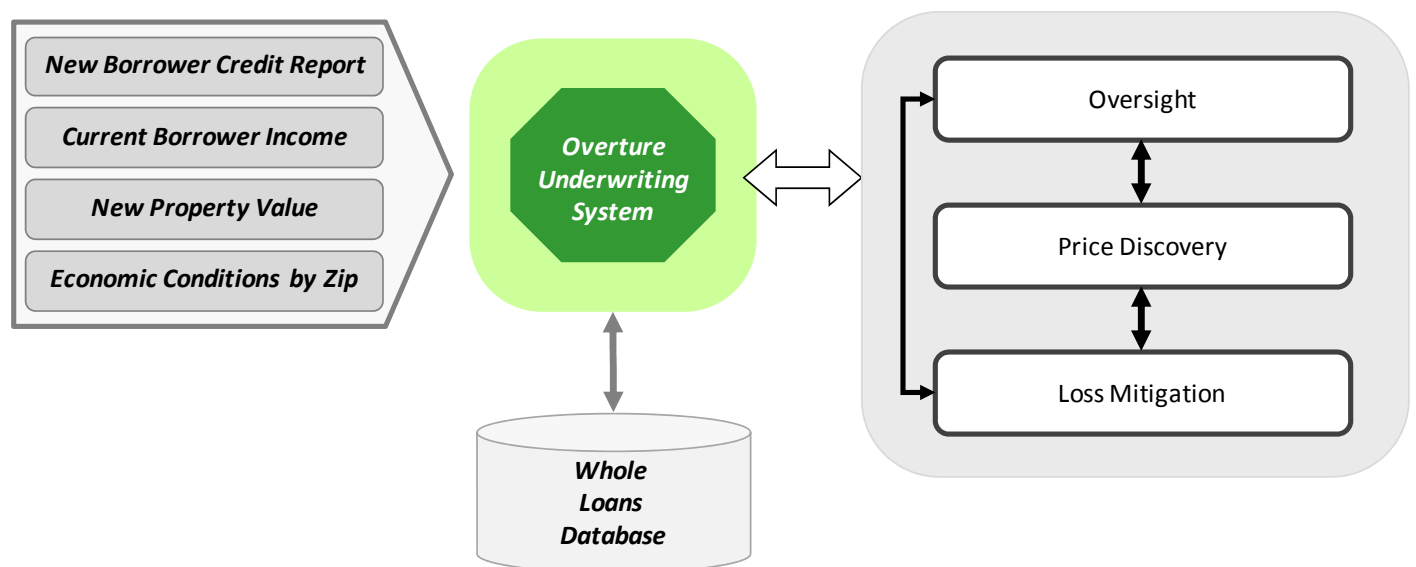 New Borrower Credit Report
Current Borrower Income
New Property Value
Economic Conditions by Zip
Overture
Underwriting
System
Whole
Loans
Database
Oversight
Price Discovery
Loss Mitigation